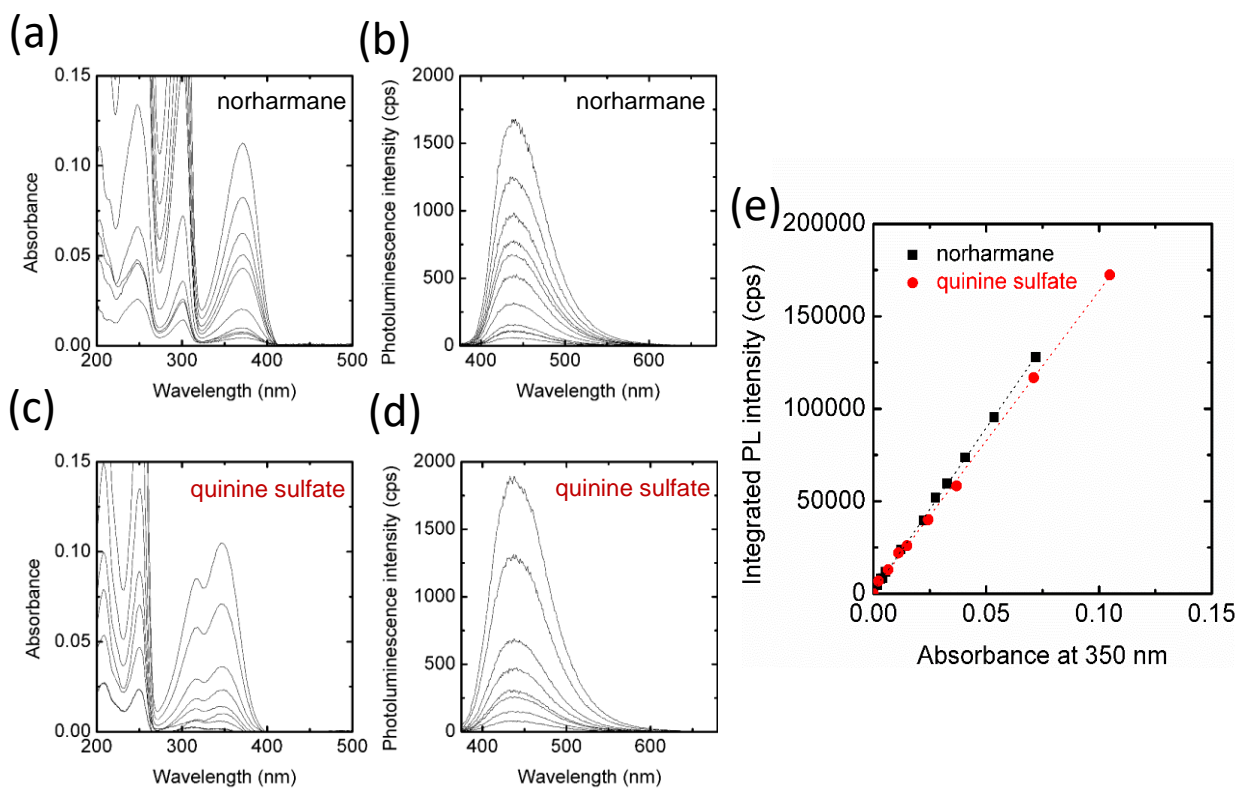 (a)
0.15
0.10
0.05
0.00
Absorbance
norharmane
200 300 400 500
Wavelength (nm)
(b)
2000
1500
1000
500
0
Photoluminescence intensity (cps)
norharmane
400 500 600
Wavelength (nm)
(c)
0.15
0.10
0.05
0.00
Absorbance
quinine sulfate
200 300 400 500
Wavelength (nm)
(d)
2000
1500
1000
500
0
Photoluminescence intensity (cps)
quinine sulfate
400 500 600
Wavelength (nm)
(e)
200000
150000
100000
50000
0
Integrated PL intensity (cps)
norharmane
quinine sulfate
0.00 0.05 0.10 0.15
Absorbance at 350 nm